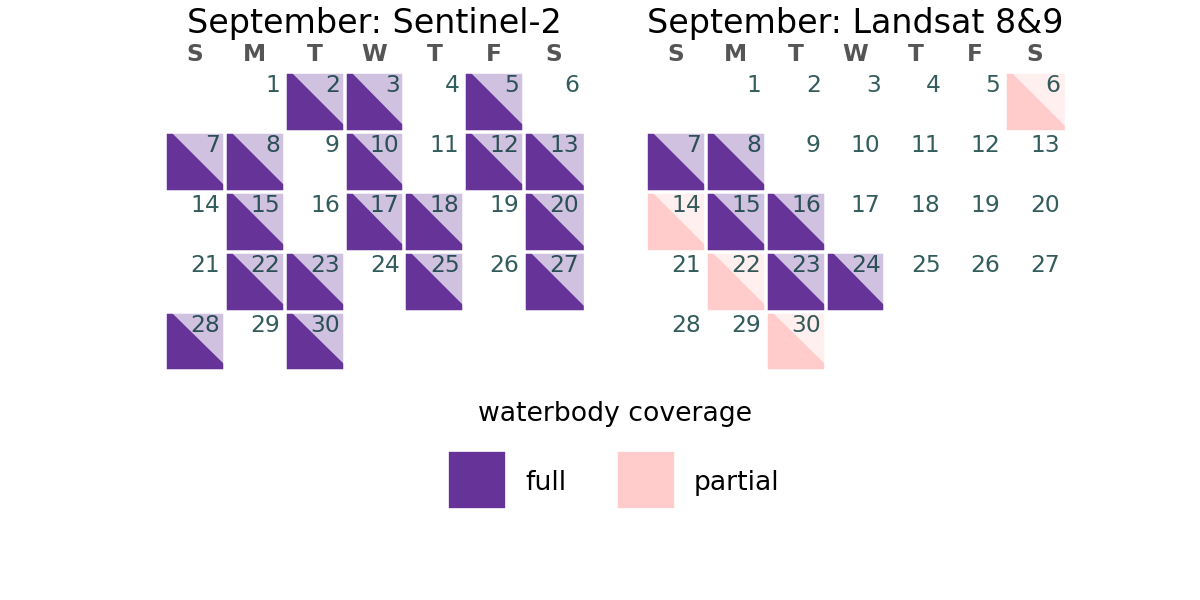 September: Sentinel-2
S M T W T F S
1 2 3 4 5 6
7 8 9 10 11 12 13
14 15 16 17 18 19 20
21 22 23 24 25 26 27
28 29 30
September: Landsat 8&9
S M T W T F S
1 2 3 4 5 6
7 8 9 10 11 12 13
14 15 16 17 18 19 20
21 22 23 24 25 26 27
28 29 30
waterbody coverage
full partial